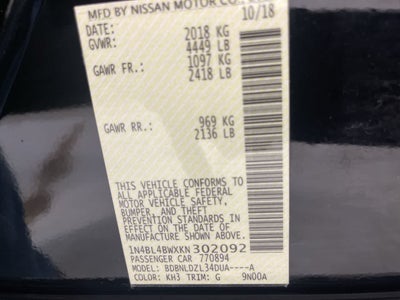 MFD BY NISSAN MOTOR CO.,
10/18
DATE:
GVWR: 2018 KG
4449 LB
GAWR FR.: 1097 KG
2418 LB
GAWR RR.: 969 KG
2136 LB
THIS VEHICLE CONFORMS TO
ALL APPLICABLE FEDERAL
MOTOR VEHICLE SAFETY,
BUMPER, AND THEFT
PREVENTION STANDARDS IN
EFFECT ON THE DATE OF
MANUFACTURE SHOWN ABOVE.
1N4BL4BWXKN 302092
PASSENGER CAR 770894
MODEL: BDBNLDZL34DUA----A
COLOR: KH3 TRIM: G 9N00A